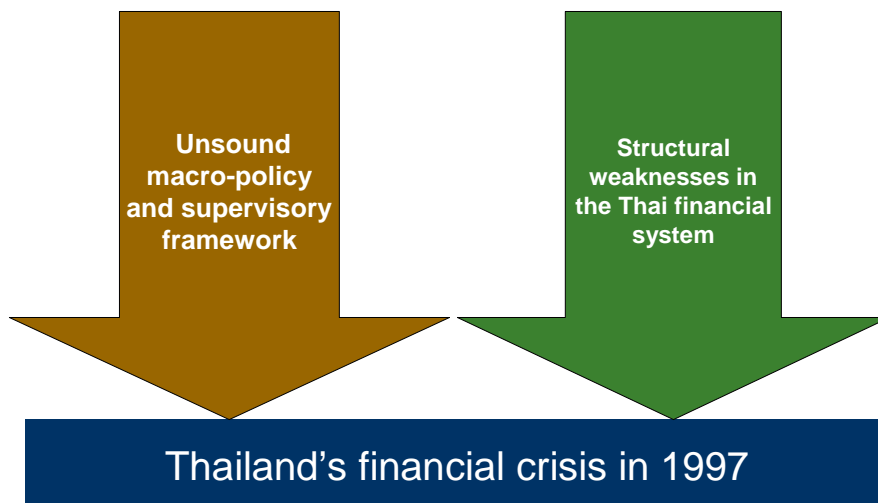 Unsound
macro-policy
and supervisory
framework
Structural
weaknesses in
the Thai financial
system
Thailand’s financial crisis in 1997